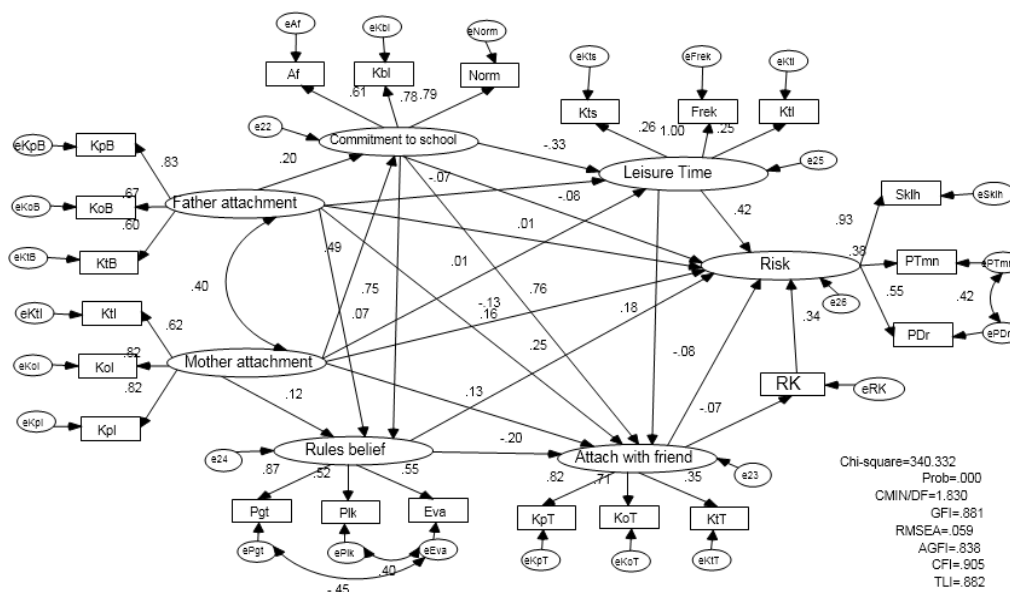 eAf
eKbl
eNorm
Af
Kbl
Norm
.61
.78
.79
eKts
eFrek
eKtl
Kts
Frek
Ktl
.26
1.00
.25
e22
Commitment to school
-.33
Leisure Time
e25
eKpB
KpB
.83
.20
-.07
-.08
eKoB
KoB
.67
Father attachment
.01
.42
Sklh
eSklh
.93
.38
eKtB
KtB
.60
.49
.01
.76
Risk
PTmn
ePTmn
.40
.75
-.13
.18
e26
.55
.42
eKtl
Ktl
.62
.07
.16
.34
PDr
ePDr
eKol
Kol
.82
Mother attachment
.25
-.08
RK
eRK
eKpl
Kpl
.82
.12
.13
-.07
e24
Rules belief
-.20
Attach with friend
e23
.87
.52
.55
.82
.71
.35
Pgt
Plk
Eva
KpT
KoT
KtT
ePgt
ePlk
eEva
eKpT
eKoT
eKtT
.40
-.45
Chi-square=340.332
Prob=.000
CMIN/DF=1.830
GFI=.881
RMSEA=.059
AGFI=.838
CFI=.905
TLI=.882